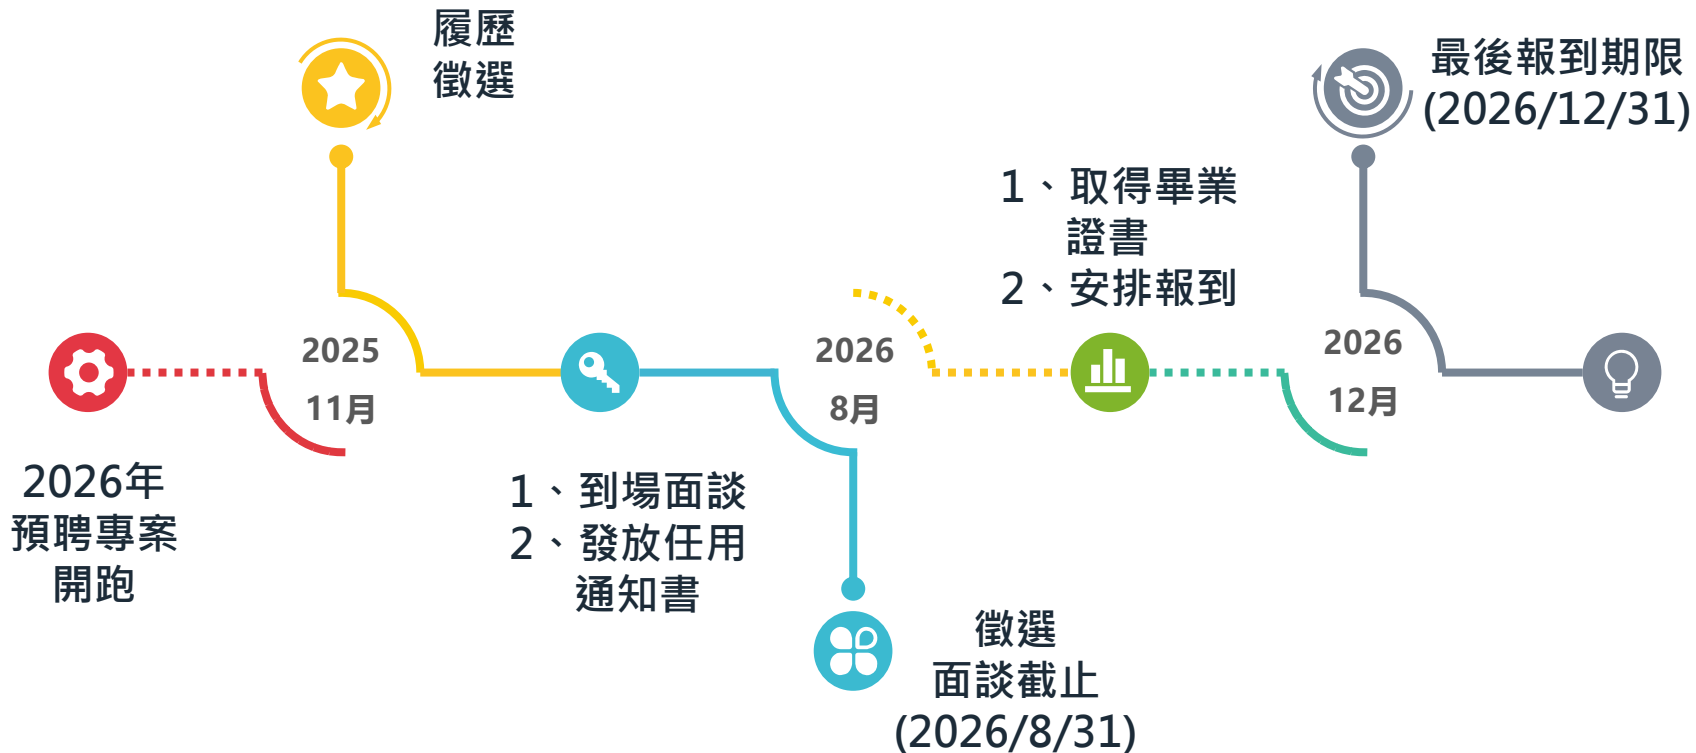 2026年
預聘專案
開跑
2025
11月
履歷
徵選
1、到場面談
2、發放任用
通知書
2026
8月
徵選
面談截止
(2026/8/31)
1、取得畢業
證書
2、安排報到
2026
12月
最後報到期限
(2026/12/31)